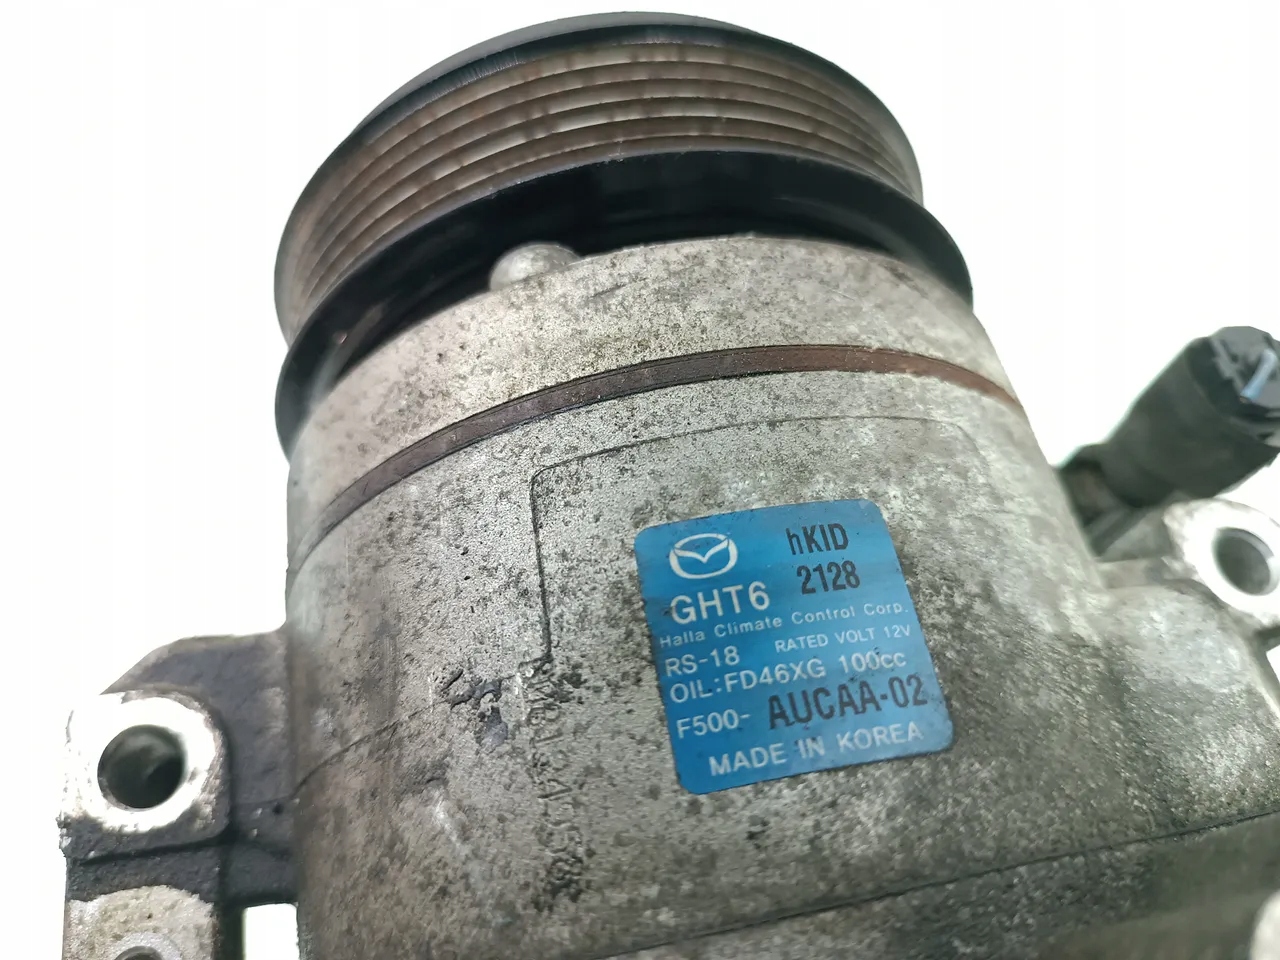 hKID
GHT6 2128
Halla Climate Control Corp.
RS-18 RATED VOLT 12V
OIL:FD46XG 100cc
F500- AUCAA-02
MADE IN KOREA